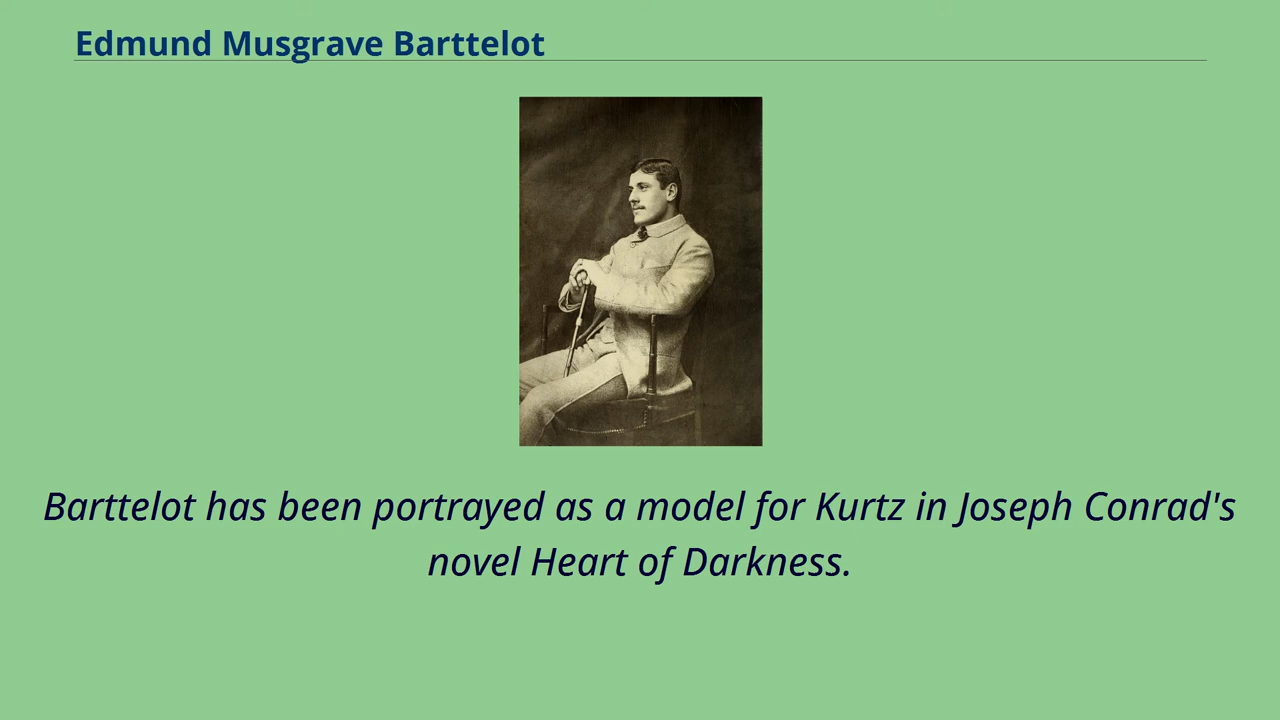 Edmund Musgrave Barttelot
Barttelot has been portrayed as a model for Kurtz in Joseph Conrad's
novel Heart of Darkness.